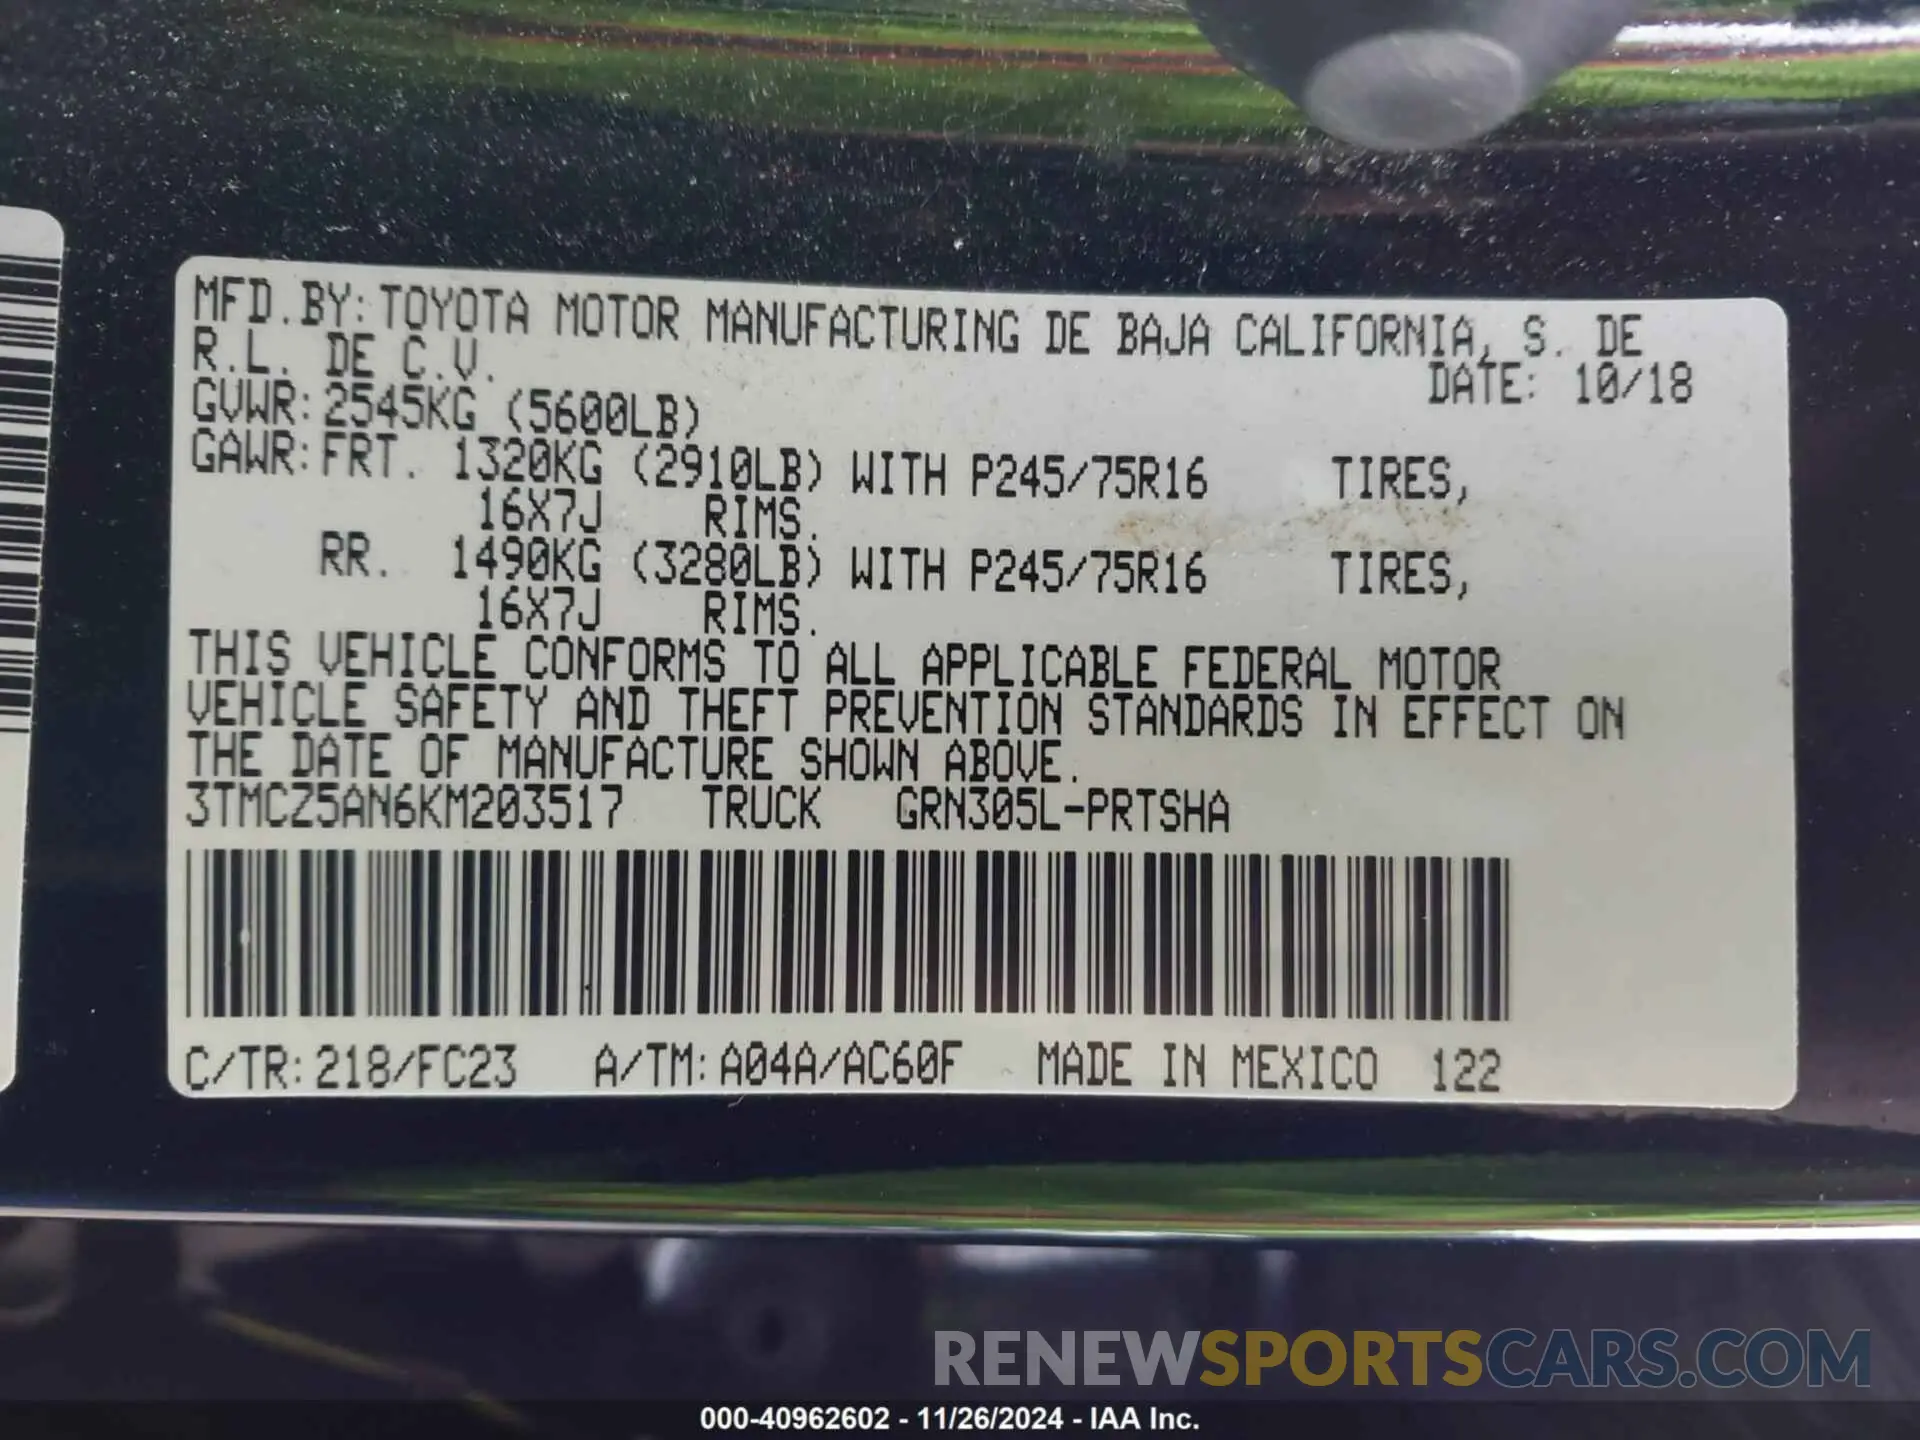 MFD.BY: TOYOTA MOTOR MANUFACTURING DE BAJA CALIFORNIA, S. DE
R.L. DE C.V.
DATE: 10/18
GVWR: 2545KG (5600LB)
GAWR: FRT. 1320KG (2910LB) WITH P245/75R16 TIRES,
16X7J RIMS.
RR. 1490KG (3280LB) WITH P245/75R16 TIRES,
16X7J RIMS.
THIS VEHICLE CONFORMS TO ALL APPLICABLE FEDERAL MOTOR
VEHICLE SAFETY AND THEFT PREVENTION STANDARDS IN EFFECT ON
THE DATE OF MANUFACTURE SHOWN ABOVE.
3TMCZ5AN6KM203517 TRUCK GRN305L-PRTSHA
C/TR: 218/FC23 A/TM: A04A/AC60F MADE IN MEXICO 122
RENEWSPORTSCARS.COM
000-40962602 - 11/26/2024 - IAA Inc.